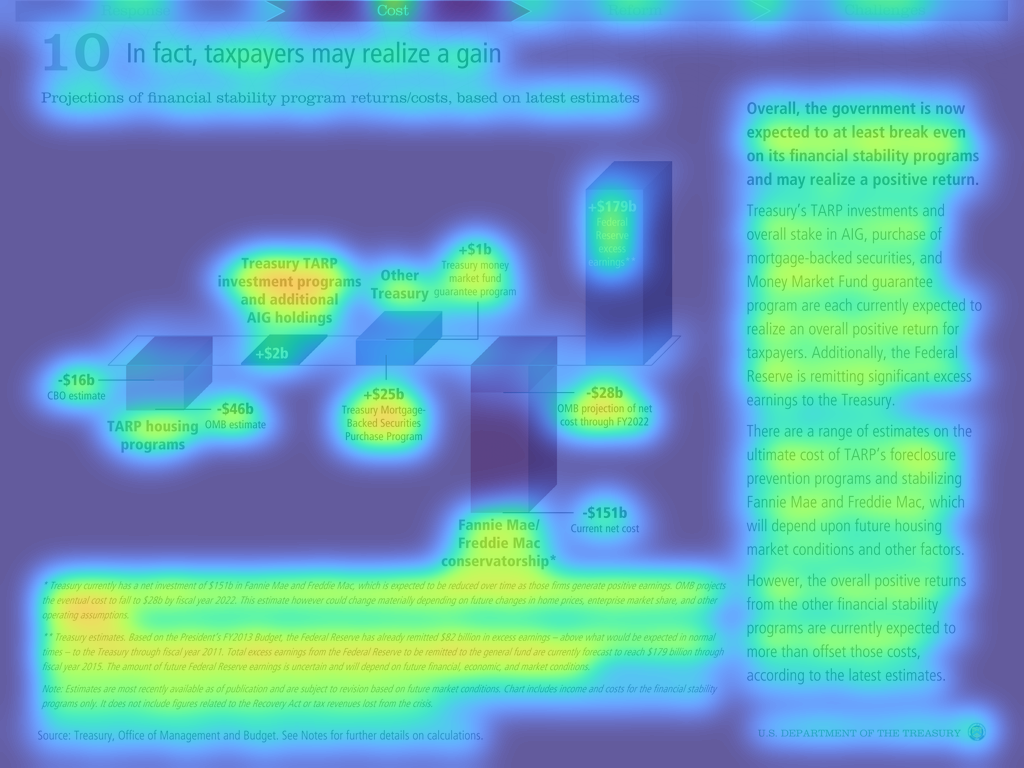 Cost
10 In fact, taxpayers may realize a gain
Projections of financial stability program returns/costs, based on latest estimates
+$179b
Federal
Reserve
excess
earnings**
+$1b
Treasury money
market fund
guarantee program
Treasury TARP
investment programs
and additional
AIG holdings
Other
Treasury
+$2b
-$16b
CBO estimate
-$46b
OMB estimate
TARP housing
programs
+$25b
Treasury Mortgage-
Backed Securities
Purchase Program
-$28b
OMB projection of net
cost through FY2022
-$151b
Current net cost
Fannie Mae/
Freddie Mac
conservatorship*
* Treasury currently has a net investment of $151b in Fannie Mae and Freddie Mac, which is expected to be reduced over time as those firms generate positive earnings. OMB projects
the eventual cost to fall to $28b by fiscal year 2022. This estimate however could change materially depending on future changes in home prices, enterprise market share, and other
operating assumptions.
** Treasury estimates. Based on the President's FY2013 Budget, the Federal Reserve has already remitted $82 billion in excess earnings – above what would be expected in normal
times – to the Treasury through fiscal year 2011. Total excess earnings from the Federal Reserve to be remitted to the general fund are currently forecast to reach $179 billion through
fiscal year 2015. The amount of future Federal Reserve earnings is uncertain and will depend on future financial, economic, and market conditions.
Note: Estimates are most recently available as of publication and are subject to revision based on future market conditions. Chart includes income and costs for the financial stability
programs only. It does not include figures related to the Recovery Act or tax revenues lost from the crisis.
Source: Treasury, Office of Management and Budget. See Notes for further details on calculations.
Overall, the government is now
expected to at least break even
on its financial stability programs
and may realize a positive return.
Treasury's TARP investments and
overall stake in AIG, purchase of
mortgage-backed securities, and
Money Market Fund guarantee
program are each currently expected to
realize an overall positive return for
taxpayers. Additionally, the Federal
Reserve is remitting significant excess
earnings to the Treasury.
There are a range of estimates on the
ultimate cost of TARP's foreclosure
prevention programs and stabilizing
Fannie Mae and Freddie Mac, which
will depend upon future housing
market conditions and other factors.
However, the overall positive returns
from the other financial stability
programs are currently expected to
more than offset those costs,
according to the latest estimates.
U.S. DEPARTMENT OF THE TREASURY